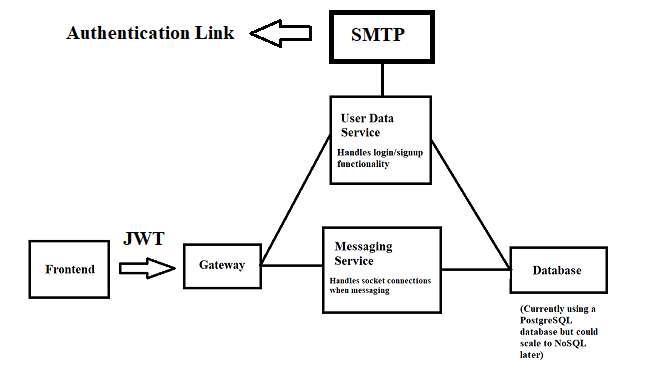 Authentication Link
SMTP
User Data
Service
Handles login/signup
functionality
JWT
Frontend
Gateway
Messaging
Service
Handles socket connections
when messaging
Database
(Currently using a
PostgreSQL
database but could
scale to NoSQL
later)